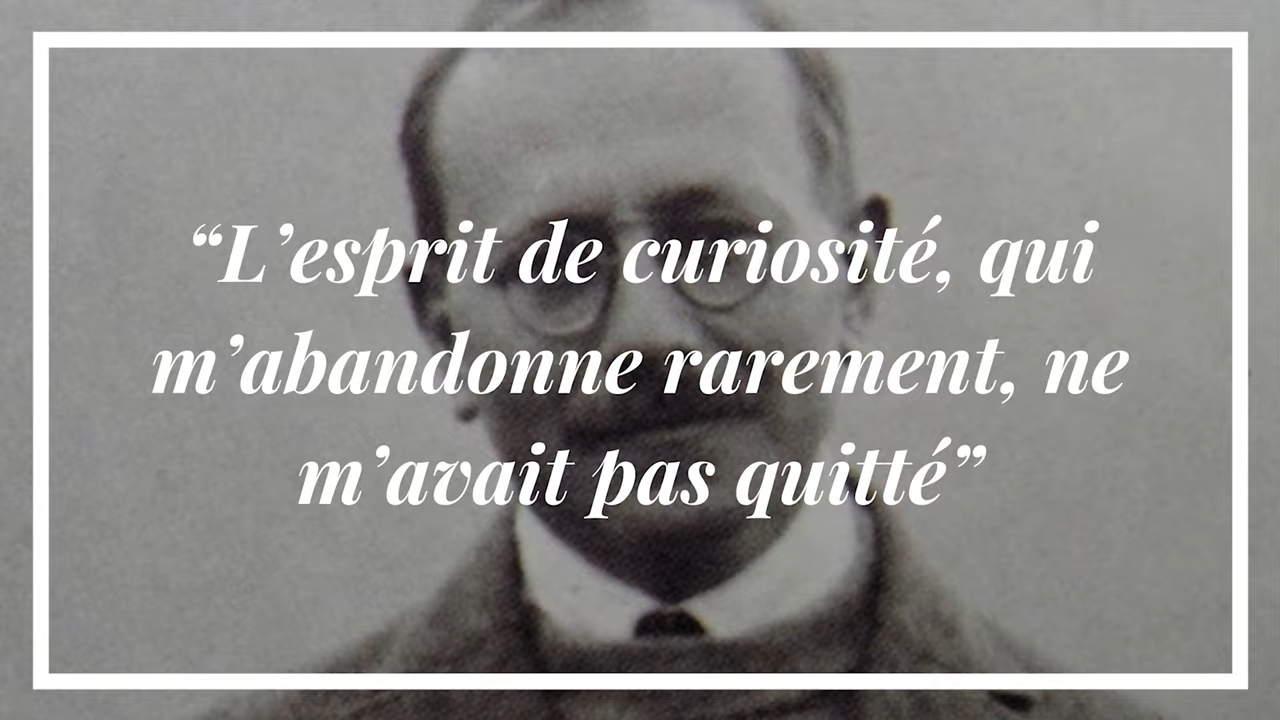 “L’esprit de curiosité, qui
m’abandonne rarement, ne
m’avait pas quitté”